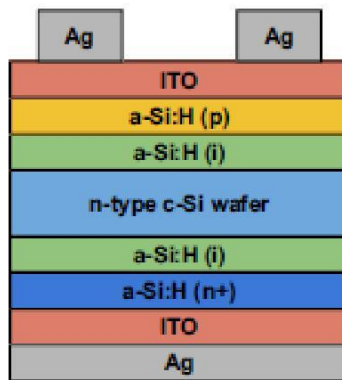 Ag Ag
ITO
a-Si:H (p)
a-Si:H (i)
n-type c-Si wafer
a-Si:H (i)
a-Si:H (n+)
ITO
Ag